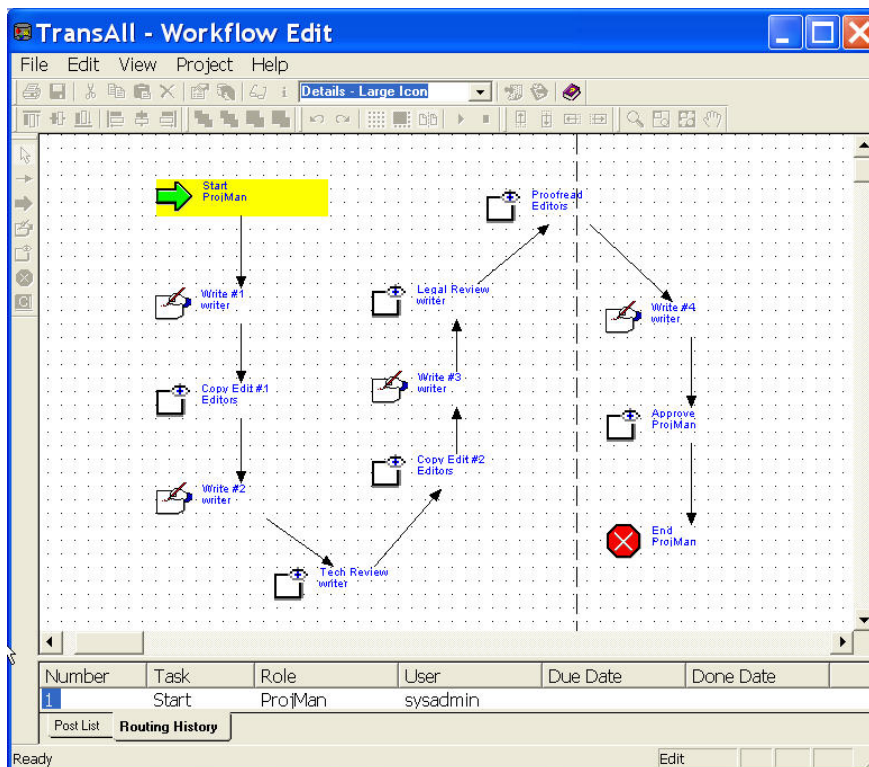 TransAll - Workflow Edit
File Edit View Project Help
Details - Large Icon
Start
ProjMan
Write #1
writer
Copy Edit #1
Editors
Write #2
writer
Tech Review
writer
Copy Edit #2
Editors
Write #3
writer
Legal Review
writer
Proofread
Editors
Write #4
writer
Approve
ProjMan
End
ProjMan
Number Task Role User Due Date Done Date
1 Start ProjMan sysadmin
Post List Routing History
Ready Edit